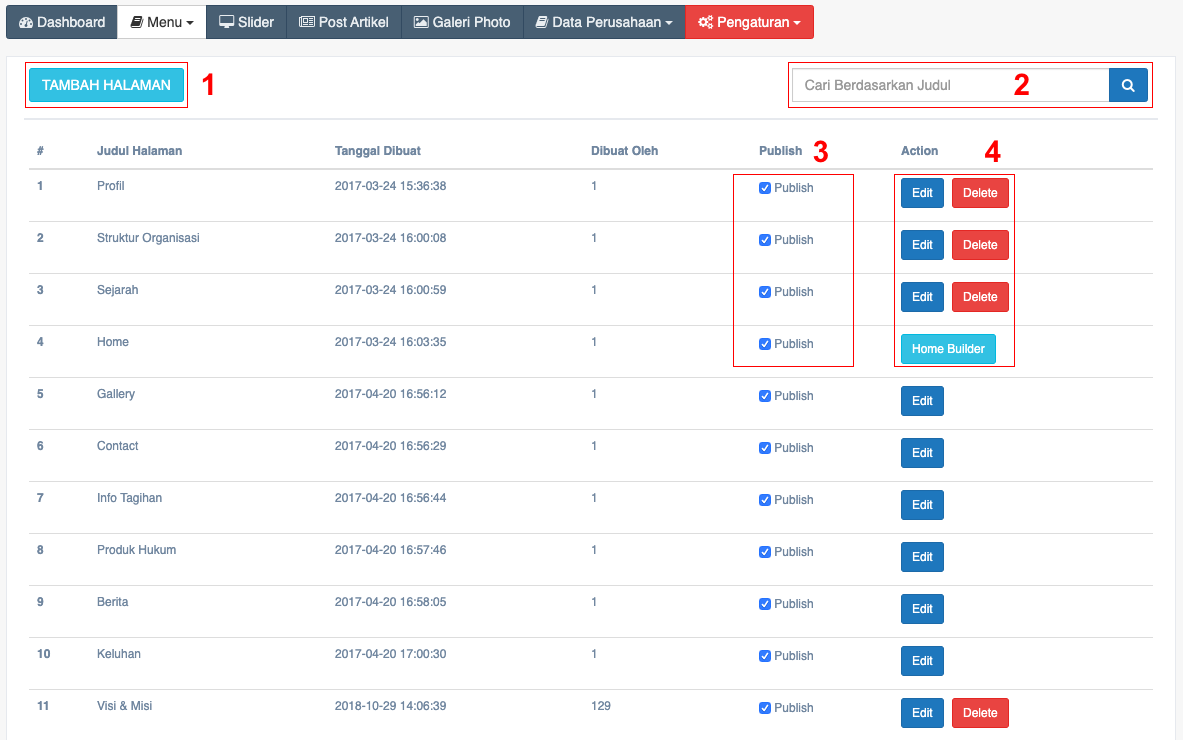 Dashboard Menu Slider Post Artikel Galeri Photo Data Perusahaan Pengaturan
TAMBAH HALAMAN 1 Cari Berdasarkan Judul 2
# Judul Halaman Tanggal Dibuat Dibuat Oleh Publish 3 Action 4
1 Profil 2017-03-24 15:36:38 1 Publish Edit Delete
2 Struktur Organisasi 2017-03-24 16:00:08 1 Publish Edit Delete
3 Sejarah 2017-03-24 16:00:59 1 Publish Edit Delete
4 Home 2017-03-24 16:03:35 1 Publish Home Builder
5 Gallery 2017-04-20 16:56:12 1 Publish Edit
6 Contact 2017-04-20 16:56:29 1 Publish Edit
7 Info Tagihan 2017-04-20 16:56:44 1 Publish Edit
8 Produk Hukum 2017-04-20 16:57:46 1 Publish Edit
9 Berita 2017-04-20 16:58:05 1 Publish Edit
10 Keluhan 2017-04-20 17:00:30 1 Publish Edit
11 Visi & Misi 2018-10-29 14:06:39 129 Publish Edit Delete